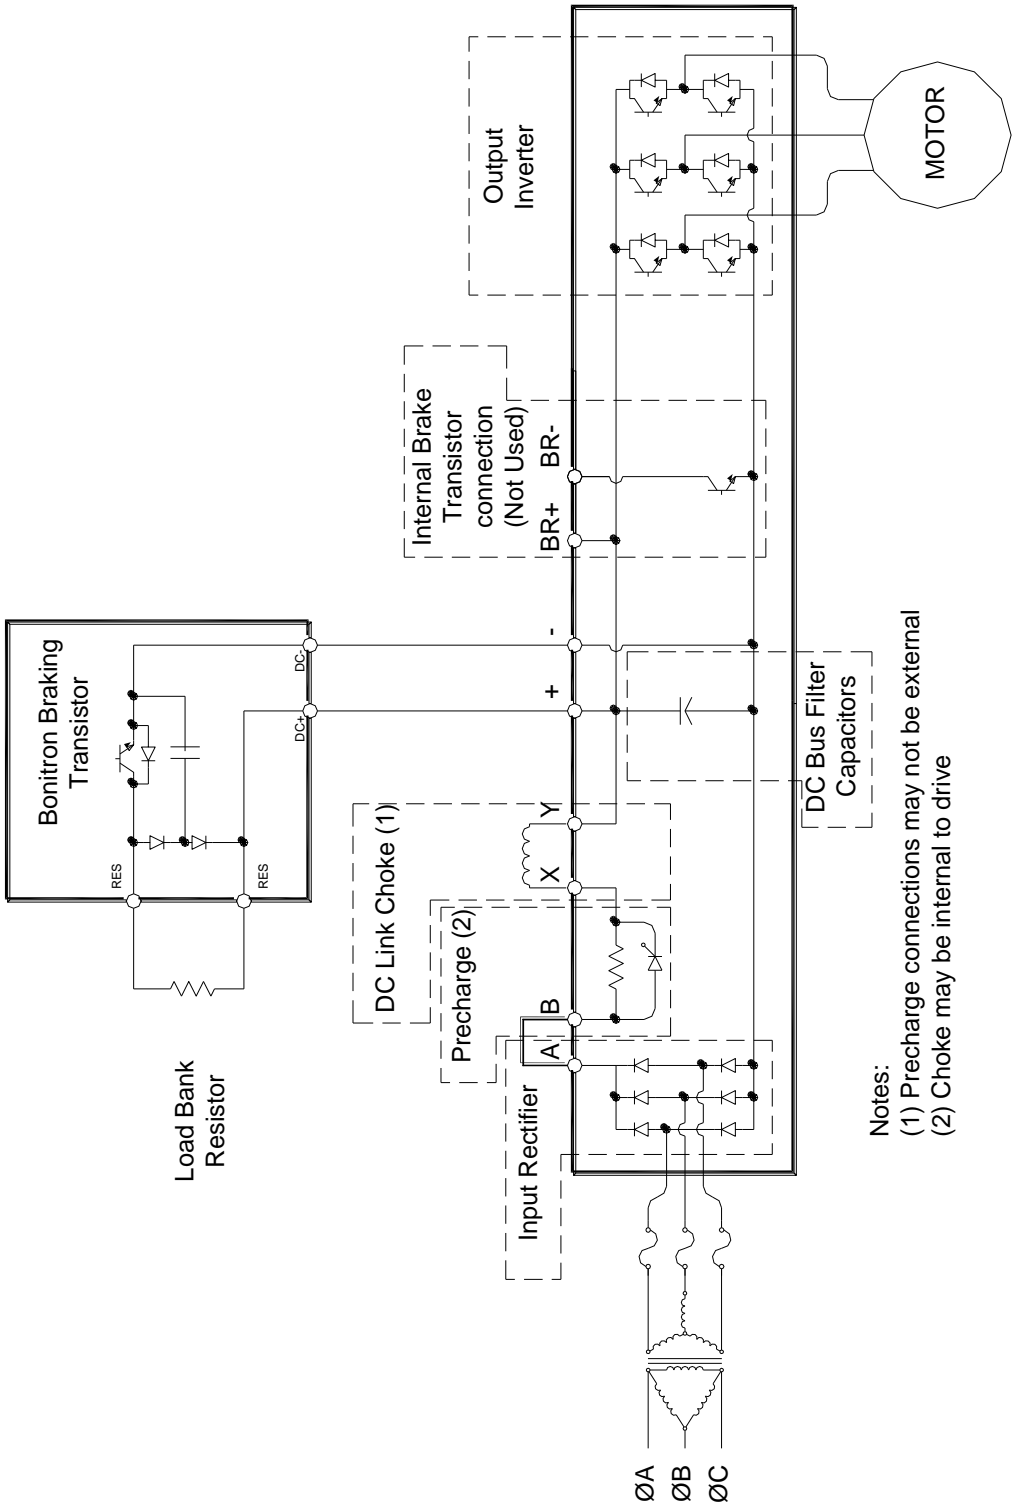 Bonitron Braking
Transistor
DC-
DC+
RES
RES
Load Bank
Resistor
Output
Inverter
Internal Brake
Transistor
connection
(Not Used)
BR-
BR+
-
+
DC Link Choke (1)
Y
X
Precharge (2)
B
A
Input Rectifier
DC Bus Filter
Capacitors
MOTOR
ØA
ØB
ØC
Notes:
(1) Precharge connections may not be external
(2) Choke may be internal to drive